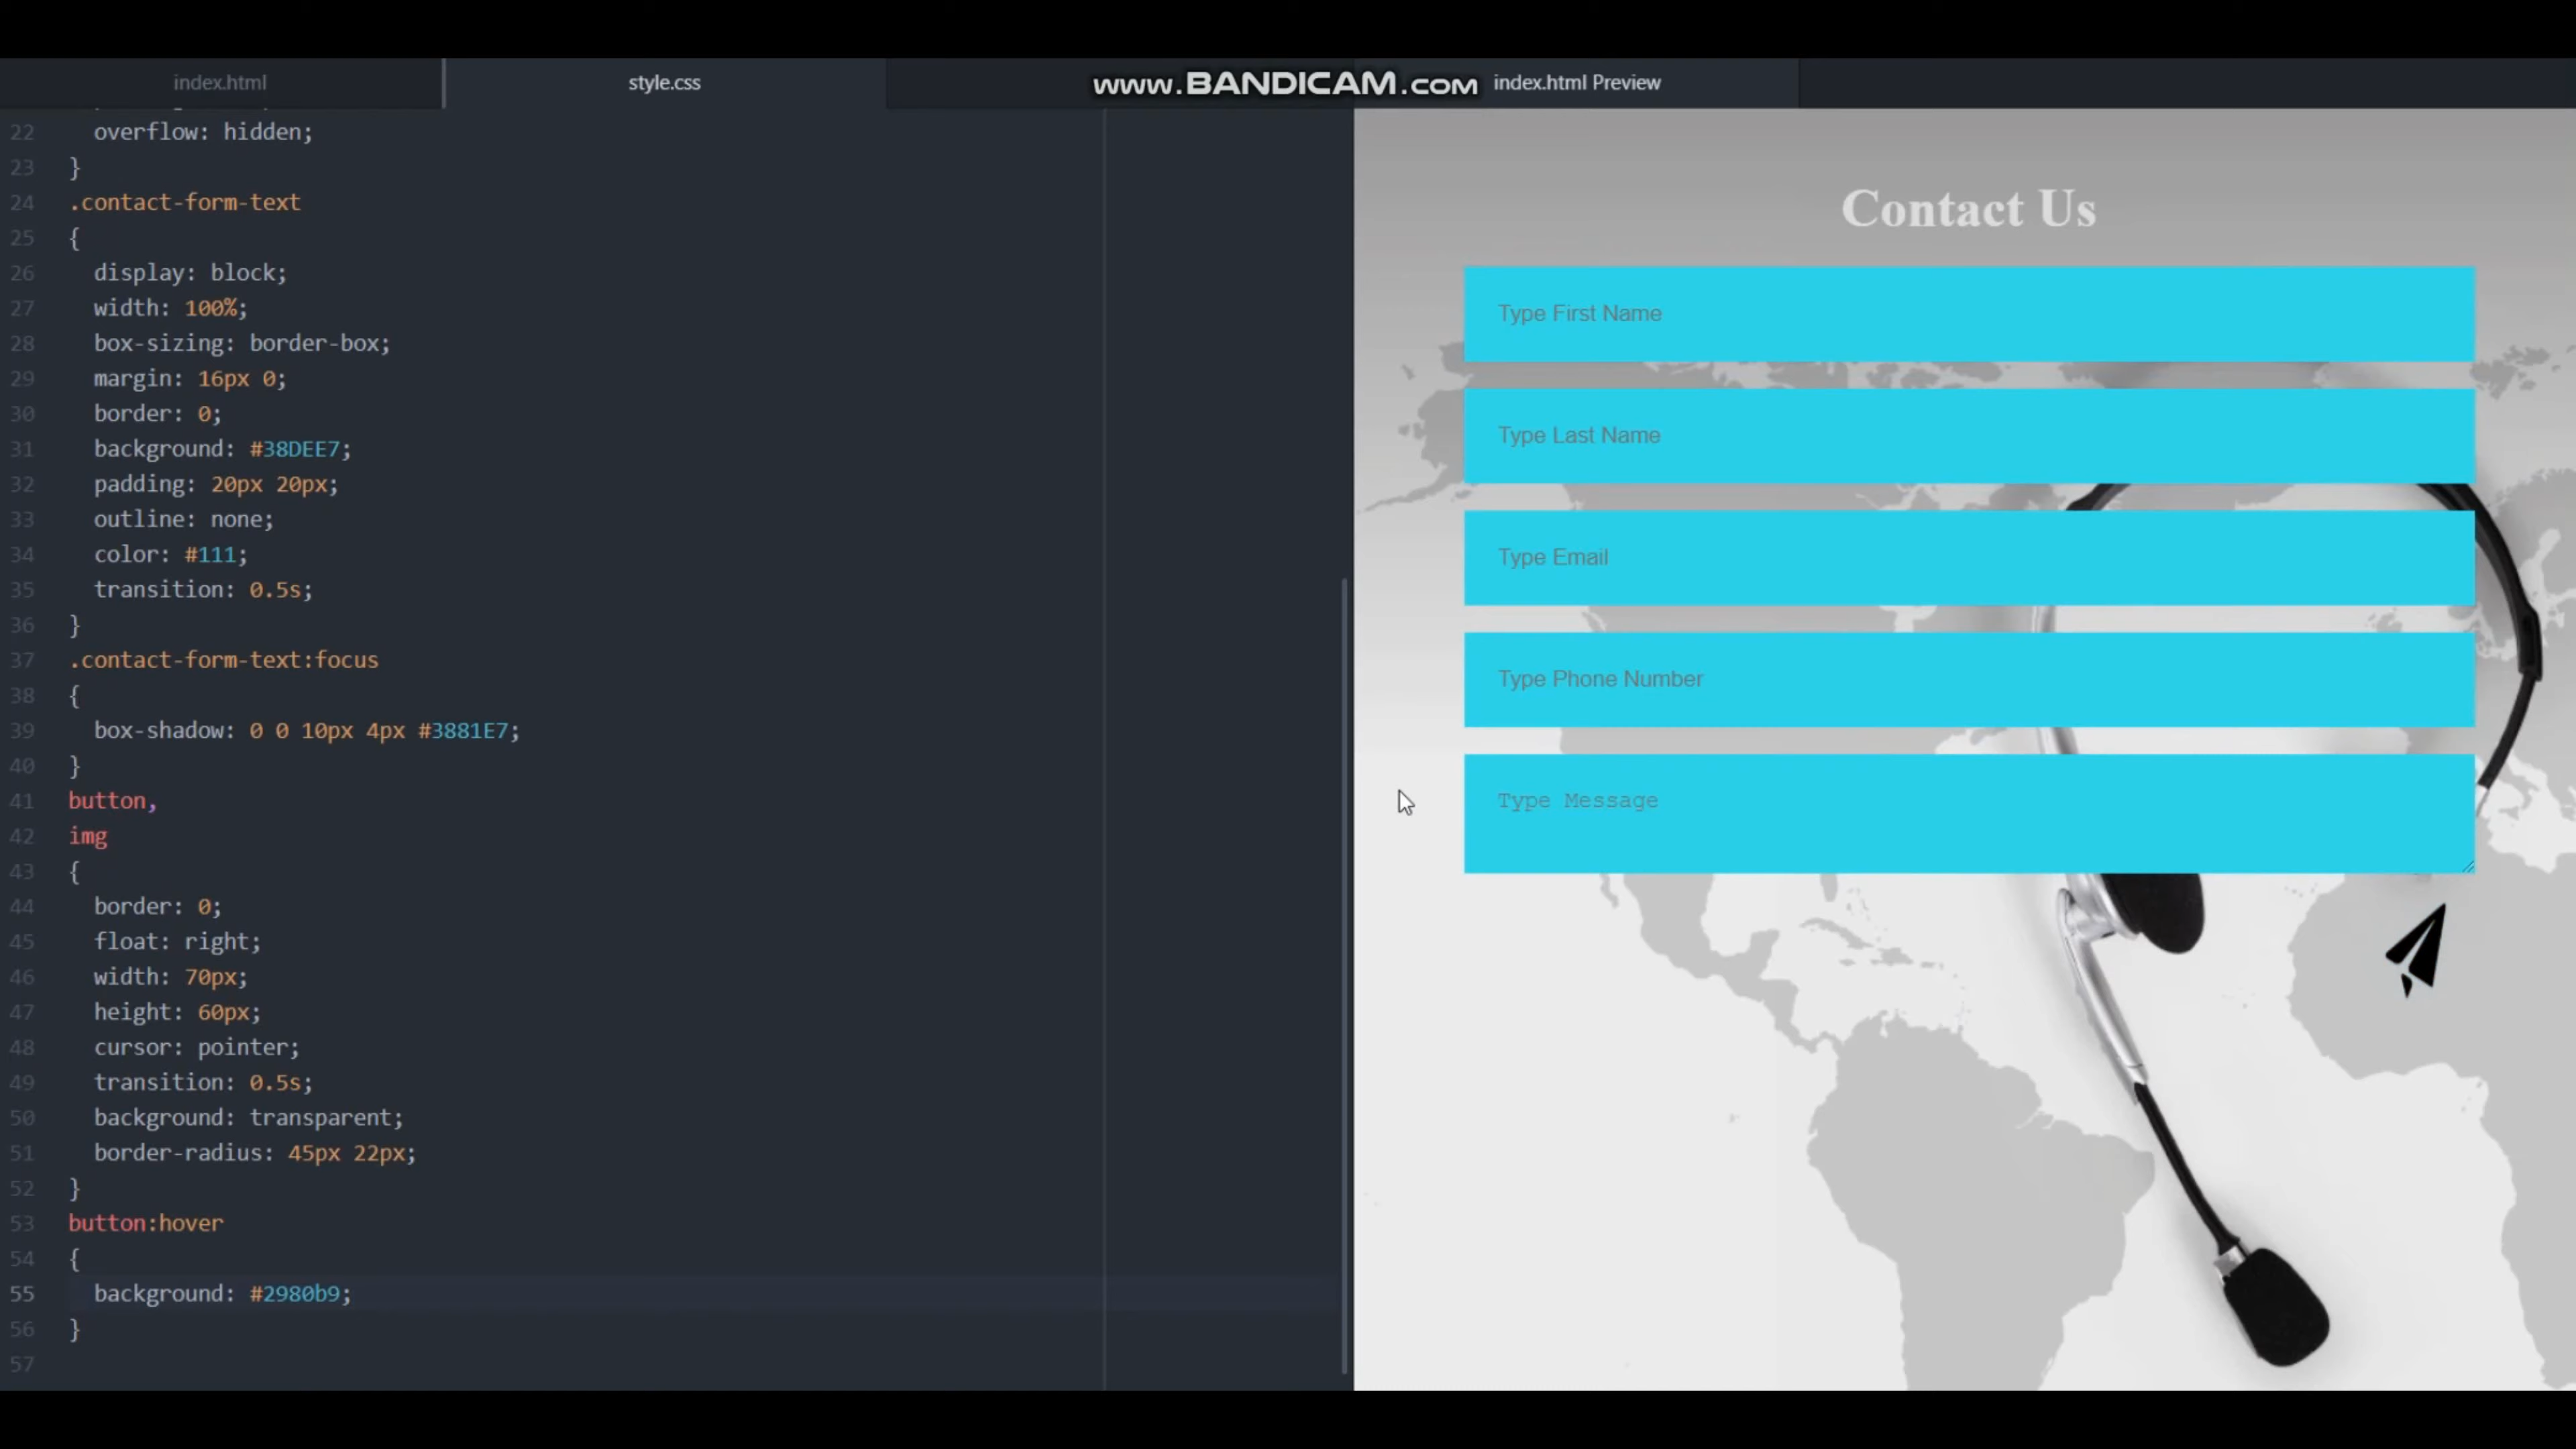 index.html
style.css
www.BANDICAM.com
index.html Preview
22 overflow: hidden;
23 }
24 .contact-form-text
25 {
26 display: block;
27 width: 100%;
28 box-sizing: border-box;
29 margin: 16px 0;
30 border: 0;
31 background: #38DEE7;
32 padding: 20px 20px;
33 outline: none;
34 color: #111;
35 transition: 0.5s;
36 }
37 .contact-form-text:focus
38 {
39 box-shadow: 0 0 10px 4px #3881E7;
40 }
41 button,
42 img
43 {
44 border: 0;
45 float: right;
46 width: 70px;
47 height: 60px;
48 cursor: pointer;
49 transition: 0.5s;
50 background: transparent;
51 border-radius: 45px 22px;
52 }
53 button:hover
54 {
55 background: #2980b9;
56 }
57
Contact Us
Type First Name
Type Last Name
Type Email
Type Phone Number
Type Message